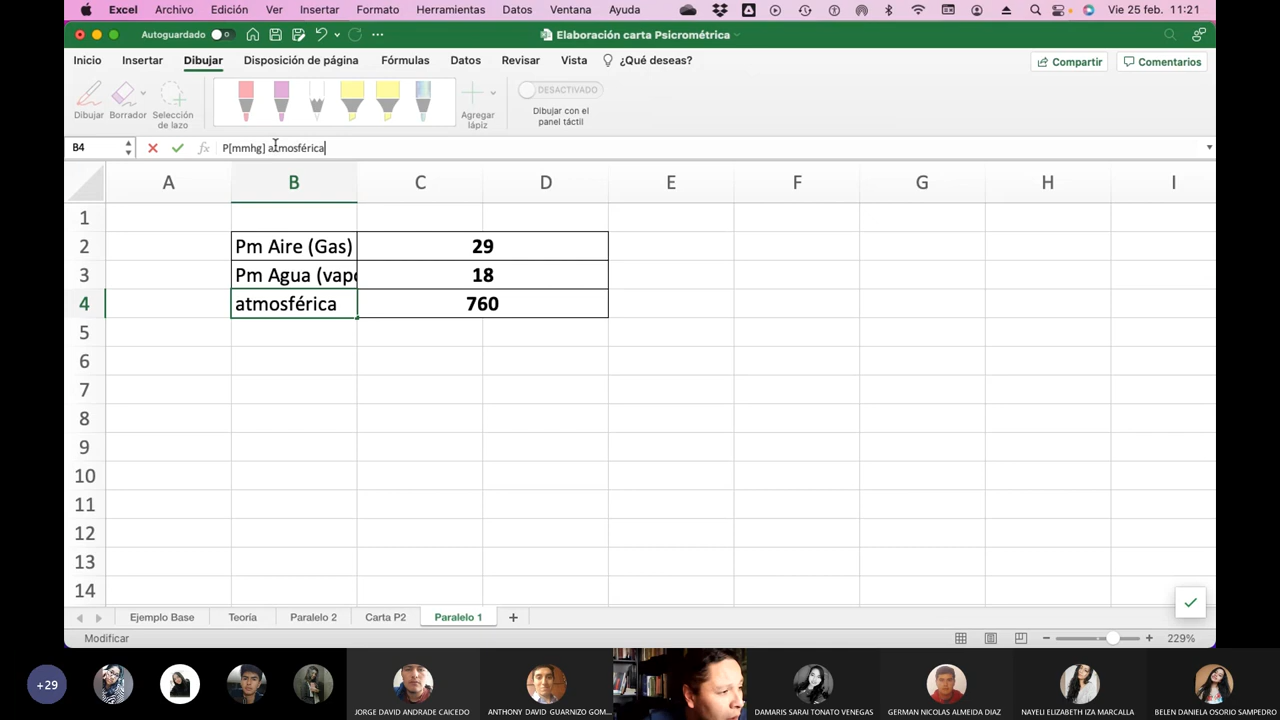 Excel Archivo Edición Ver Insertar Formato Herramientas Datos Ventana Ayuda Vie 25 feb. 11:21
Autoguardado Elaboración carta Psicrométrica
Inicio Insertar Dibujar Disposición de página Fórmulas Datos Revisar Vista ¿Qué deseas? Compartir Comentarios
DESACTIVADO
Dibujar Borrador Selección de lazo Agregar lápiz Dibujar con el panel táctil
B4 fx P[mmhg] atmosférica
A B C D E F G H I
1
2 Pm Aire (Gas) 29
3 Pm Agua (vapo 18
4 atmosférica 760
5
6
7
8
9
10
11
12
13
14
Ejemplo Base Teoría Paralelo 2 Carta P2 Paralelo 1
Modificar 229%
+29
JORGE DAVID ANDRADE CAICEDO ANTHONY DAVID GUARNIZO GOM... DAMARIS SARAI TONATO VENEGAS GERMAN NICOLAS ALMEIDA DIAZ NAYELI ELIZABETH IZA MARCALLA BELEN DANIELA OSORIO SAMPEDRO